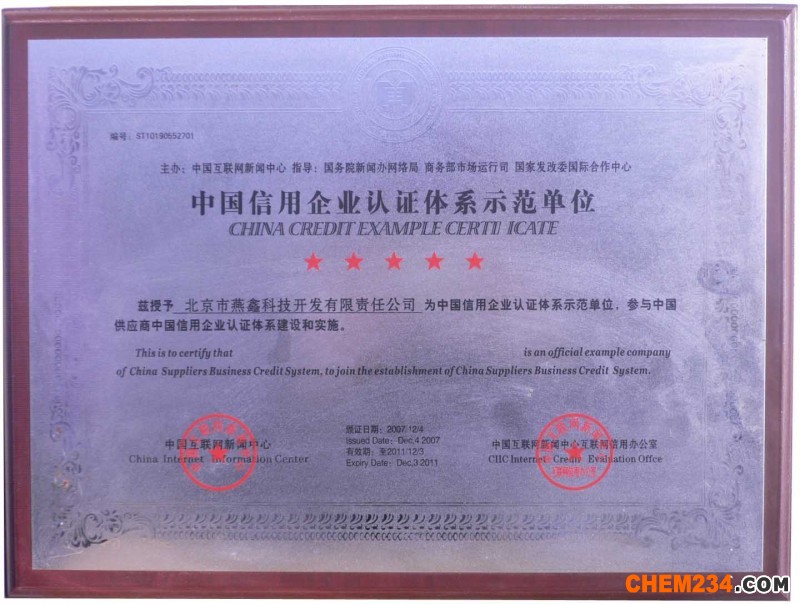 编号：ST10190552701
主办：中国互联网新闻中心 指导：国务院新闻办网络局 商务部市场运行司 国家发改委国际合作中心
中国信用企业认证体系示范单位
CHINA CREDIT EXAMPLE CERTI ICATE
兹授予 北京市燕鑫科技开发有限责任公司 为中国信用企业认证体系示范单位，参与中国
供应商中国信用企业认证体系建设和实施。
This is to certify that is an official example company
of China Suppliers Business Credit System, to join the establishment of China Suppliers Business Credit System.
中国互联网新闻中心
China Internet Information Center
颁证日期：2007/12/4
Issued Date：Dec,4 2007
有效期：至2011/12/3
Expiry Date：Dec,3 2011
中国互联网新闻中心互联网信用办公室
CIIC Internet Credit Evaluation Offce
CHEM234.COM